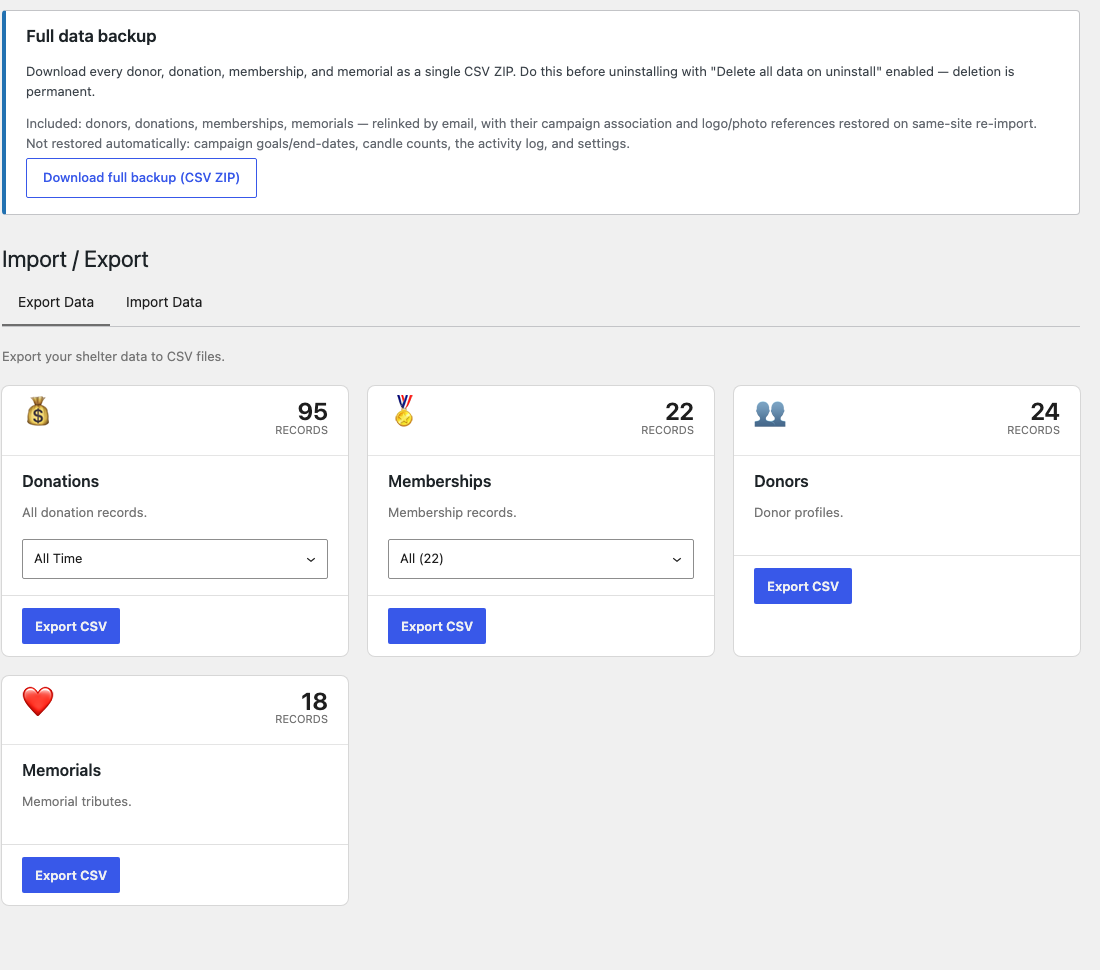 Full data backup
Download every donor, donation, membership, and memorial as a single CSV ZIP. Do this before uninstalling with "Delete all data on uninstall" enabled — deletion is
permanent.
Included: donors, donations, memberships, memorials — relinked by email, with their campaign association and logo/photo references restored on same-site re-import.
Not restored automatically: campaign goals/end-dates, candle counts, the activity log, and settings.
Download full backup (CSV ZIP)
Import / Export
Export Data
Import Data
Export your shelter data to CSV files.
95
RECORDS
Donations
All donation records.
All Time
Export CSV
22
RECORDS
Memberships
Membership records.
All (22)
Export CSV
24
RECORDS
Donors
Donor profiles.
Export CSV
18
RECORDS
Memorials
Memorial tributes.
Export CSV